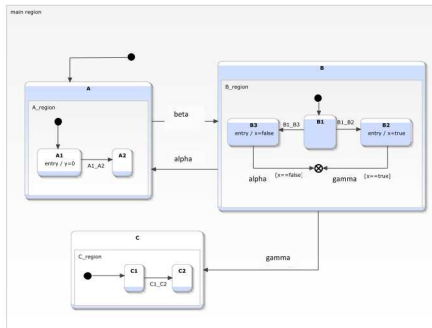 main region
A
A_region
A1
entry / y=0
A1_A2
A2
beta
alpha
B
B_region
B3
entry / x=false
B1_B3
B1
B1_B2
B2
entry / x=true
alpha
[x==false]
gamma
[x==true]
C
C_region
C1
C1_C2
C2
gamma